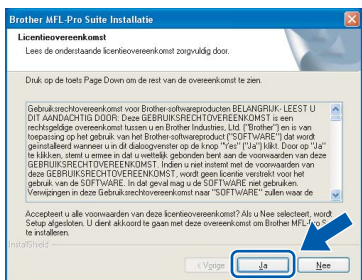 Brother MFL-Pro Suite Installatie
Licentieovereenkomst
Lees de onderstaande licentieovereenkomst zorgvuldig door.
Druk op de toets Page Down om de rest van de overeenkomst te zien.
Gebruiksrechtovereenkomst voor Brother-softwareproducten BELANGRIJK- LEEST U
DIT AANDACHTIG DOOR: Deze GEBRUIKSRECHTOVEREENKOMST is een
rechtsgeldige overeenkomst tussen u en Brother Industries, Ltd. ("Brother") en is van
toepassing op het gebruik van het Brother-softwareproduct ("SOFTWARE") dat wordt
geïnstalleerd wanneer u in dit dialoogvenster op de knop "Yes" ("Ja") klikt. Door op "Ja"
te klikken, stemt u ermee in dat u wettelijk gebonden bent aan de voorwaarden van deze
GEBRUIKSRECHTOVEREENKOMST. Indien u niet instemt met de voorwaarden van
deze GEBRUIKSRECHTOVEREENKOMST, wordt geen licentie verstrekt voor het
gebruik van de SOFTWARE. In dat geval mag u de SOFTWARE niet gebruiken.
Verwijzingen in deze Gebruiksrechtovereenkomst naar "SOFTWARE" zullen waar de
Accepteert u alle voorwaarden van deze licentieovereenkomst? Als u Nee selecteert, wordt
Setup afgesloten. U dient akkoord te gaan met deze overeenkomst om Brother MFL-Pro S
te installeren.
InstallShield
< Vorige Ja Nee